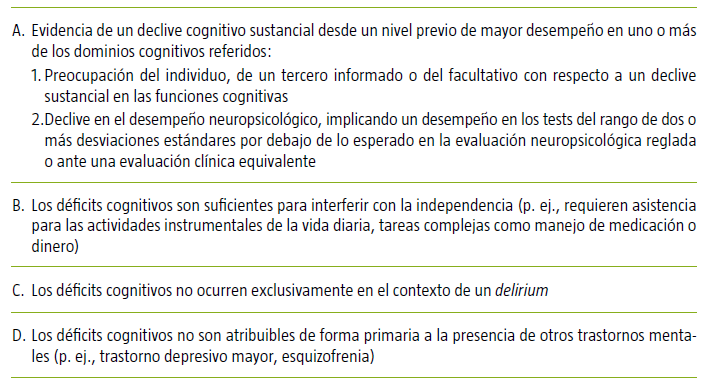 A. Evidencia de un declive cognitivo sustancial desde un nivel previo de mayor desempeño en uno o más
de los dominios cognitivos referidos:
1. Preocupación del individuo, de un tercero informado o del facultativo con respecto a un declive
sustancial en las funciones cognitivas
2.Declive en el desempeño neuropsicológico, implicando un desempeño en los tests del rango de dos o
más desviaciones estándares por debajo de lo esperado en la evaluación neuropsicológica reglada
o ante una evaluación clínica equivalente
B. Los déficits cognitivos son suficientes para interferir con la independencia (p. ej., requieren asistencia
para las actividades instrumentales de la vida diaria, tareas complejas como manejo de medicación o
dinero)
C. Los déficits cognitivos no ocurren exclusivamente en el contexto de un delirium
D. Los déficits cognitivos no son atribuibles de forma primaria a la presencia de otros trastornos menta-
les (p. ej., trastorno depresivo mayor, esquizofrenia)